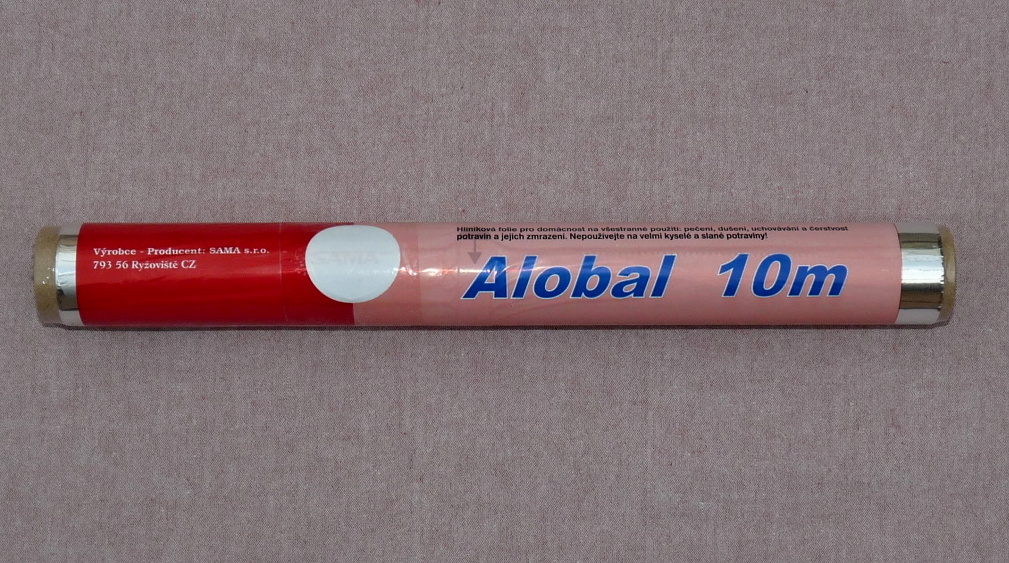 Výrobce - Producent: SAMA s.r.o.
793 56 Ryžoviště CZ
Hliníková folie pro domácnost na všestranné použití: pečení, dušení, uchovávání a čerstvost
potravin a jejich zmrazení. Nepoužívejte na velmi kyselé a slané potraviny!
Alobal 10m